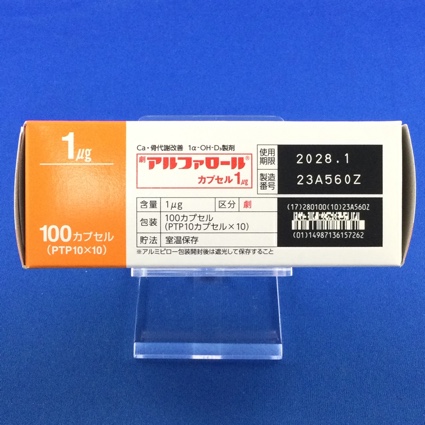 1μg
100カプセル
(PTP10×10)
Ca・骨代謝改善 1α-OH-D₃製剤
劇 アルファロール®
カプセル1μg
含量 1μg 区分 劇
包装 100カプセル
(PTP10カプセル×10)
貯法 室温保存
※アルミピロー包装開封後は遮光して保存すること
使用期限 2028.1
製造番号 23A560Z
(17)280100(10)23A560Z
(01)14987136157262